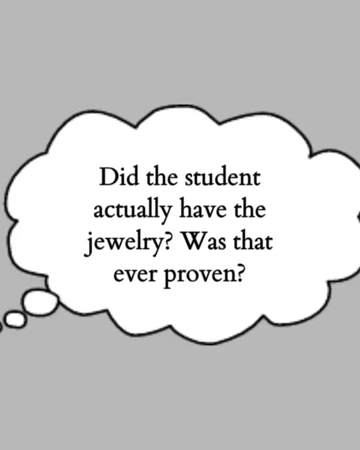 Did the student
actually have the
jewelry? Was that
ever proven?